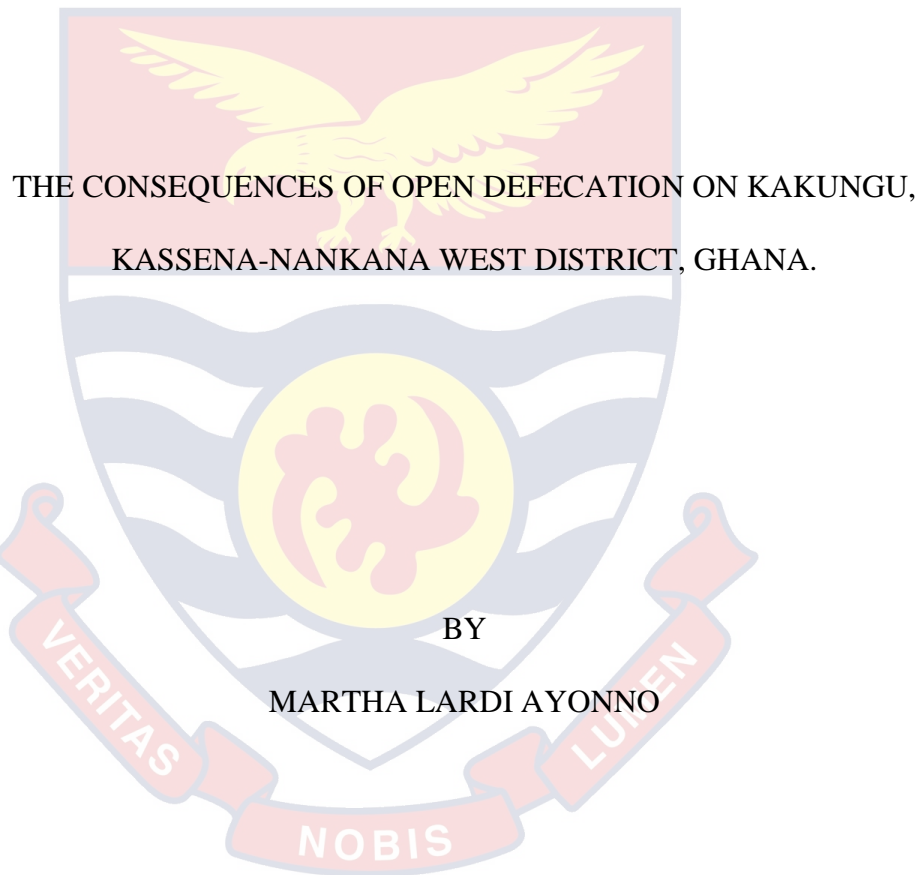 THE CONSEQUENCES OF OPEN DEFECATION ON KAKUNGU,
KASSENA-NANKANA WEST DISTRICT, GHANA.
BY
MARTHA LARDI AYONNO
VERITAS
NOBIS
LUMEN